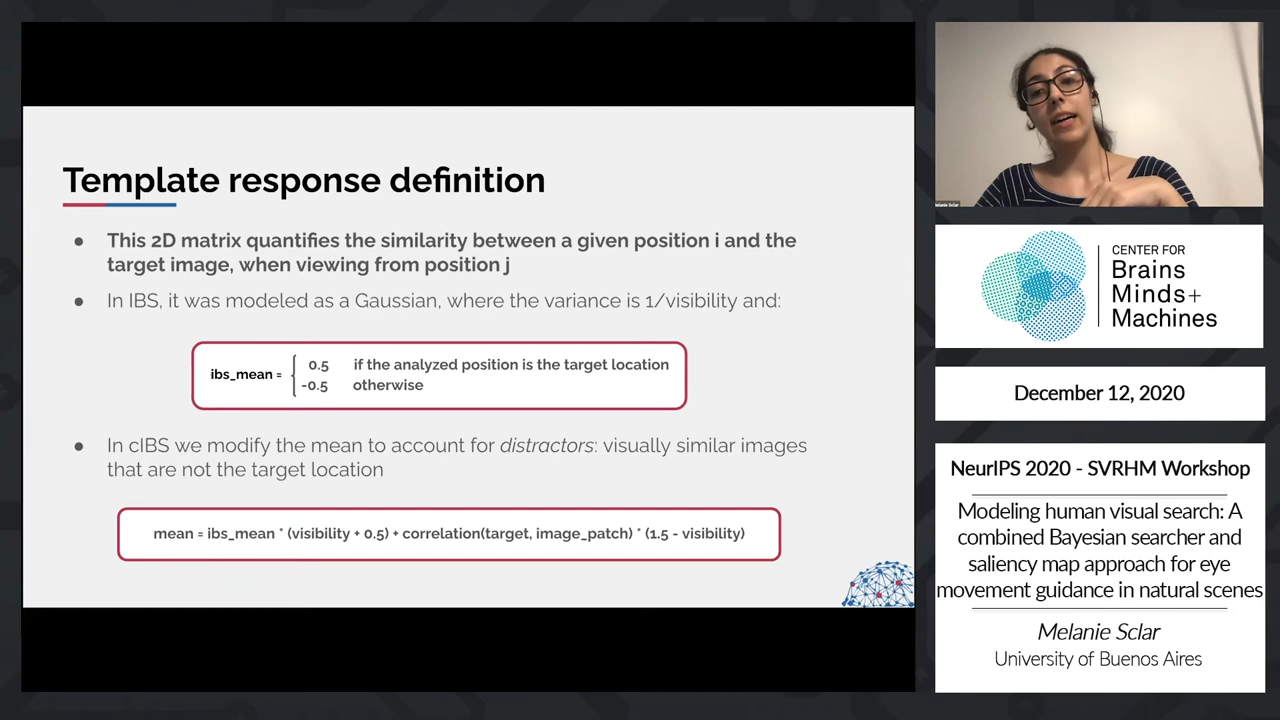 Template response definition
● This 2D matrix quantifies the similarity between a given position i and the
target image, when viewing from position j
● In IBS, it was modeled as a Gaussian, where the variance is 1/visibility and:
ibs_mean = { 0.5 if the analyzed position is the target location
-0.5 otherwise
● In cIBS we modify the mean to account for distractors: visually similar images
that are not the target location
mean = ibs_mean * (visibility + 0.5) + correlation(target, image_patch) * (1.5 - visibility)
Melanie Sclar
CENTER FOR
Brains
Minds+
Machines
December 12, 2020
NeurIPS 2020 - SVRHM Workshop
Modeling human visual search: A
combined Bayesian searcher and
saliency map approach for eye
movement guidance in natural scenes
Melanie Sclar
University of Buenos Aires